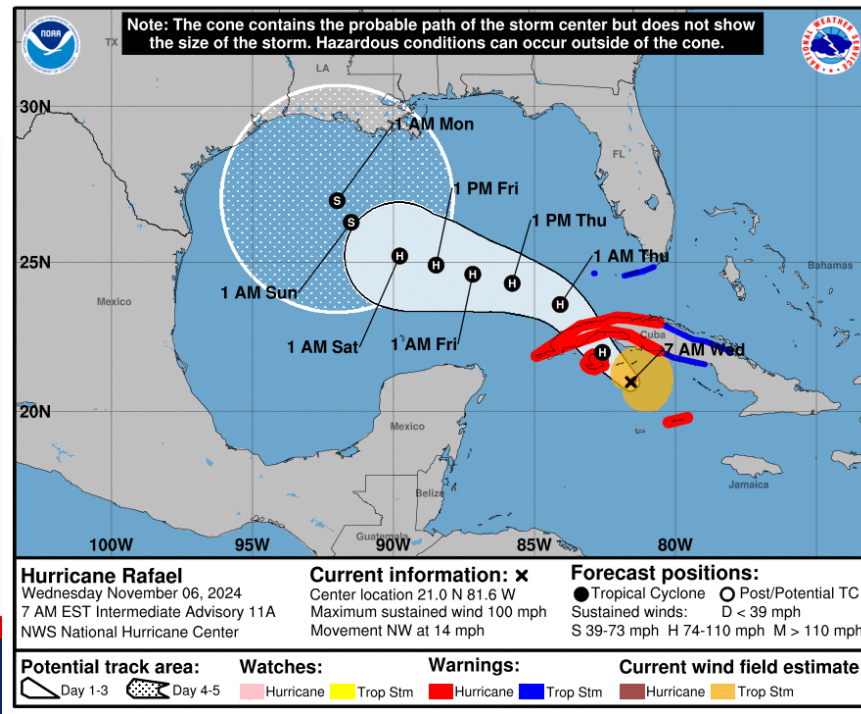 Note: The cone contains the probable path of the storm center but does not show
the size of the storm. Hazardous conditions can occur outside of the cone.
NOAA
NATIONAL WEATHER SERVICE
TX
LA
30N
1 AM Mon
FL
1 PM Fri
1 PM Thu
1 AM Thu
25N
Bahamas
1 AM Sun
Mexico
1 AM Sat
1 AM Fri
Cuba
7 AM Wed
S
S
H
H
H
H
H
H
20N
Mexico
Jamaica
Belize
Guatemala
100W 95W 90W 85W 80W
Hurricane Rafael
Wednesday November 06, 2024
7 AM EST Intermediate Advisory 11A
NWS National Hurricane Center
Current information: ×
Center location 21.0 N 81.6 W
Maximum sustained wind 100 mph
Movement NW at 14 mph
Forecast positions:
Tropical Cyclone Post/Potential TC
Sustained winds: D < 39 mph
S 39-73 mph H 74-110 mph M > 110 mph
Potential track area:
Day 1-3 Day 4-5
Watches:
Hurricane Trop Stm
Warnings:
Hurricane Trop Stm
Current wind field estimate
Hurricane Trop Stm